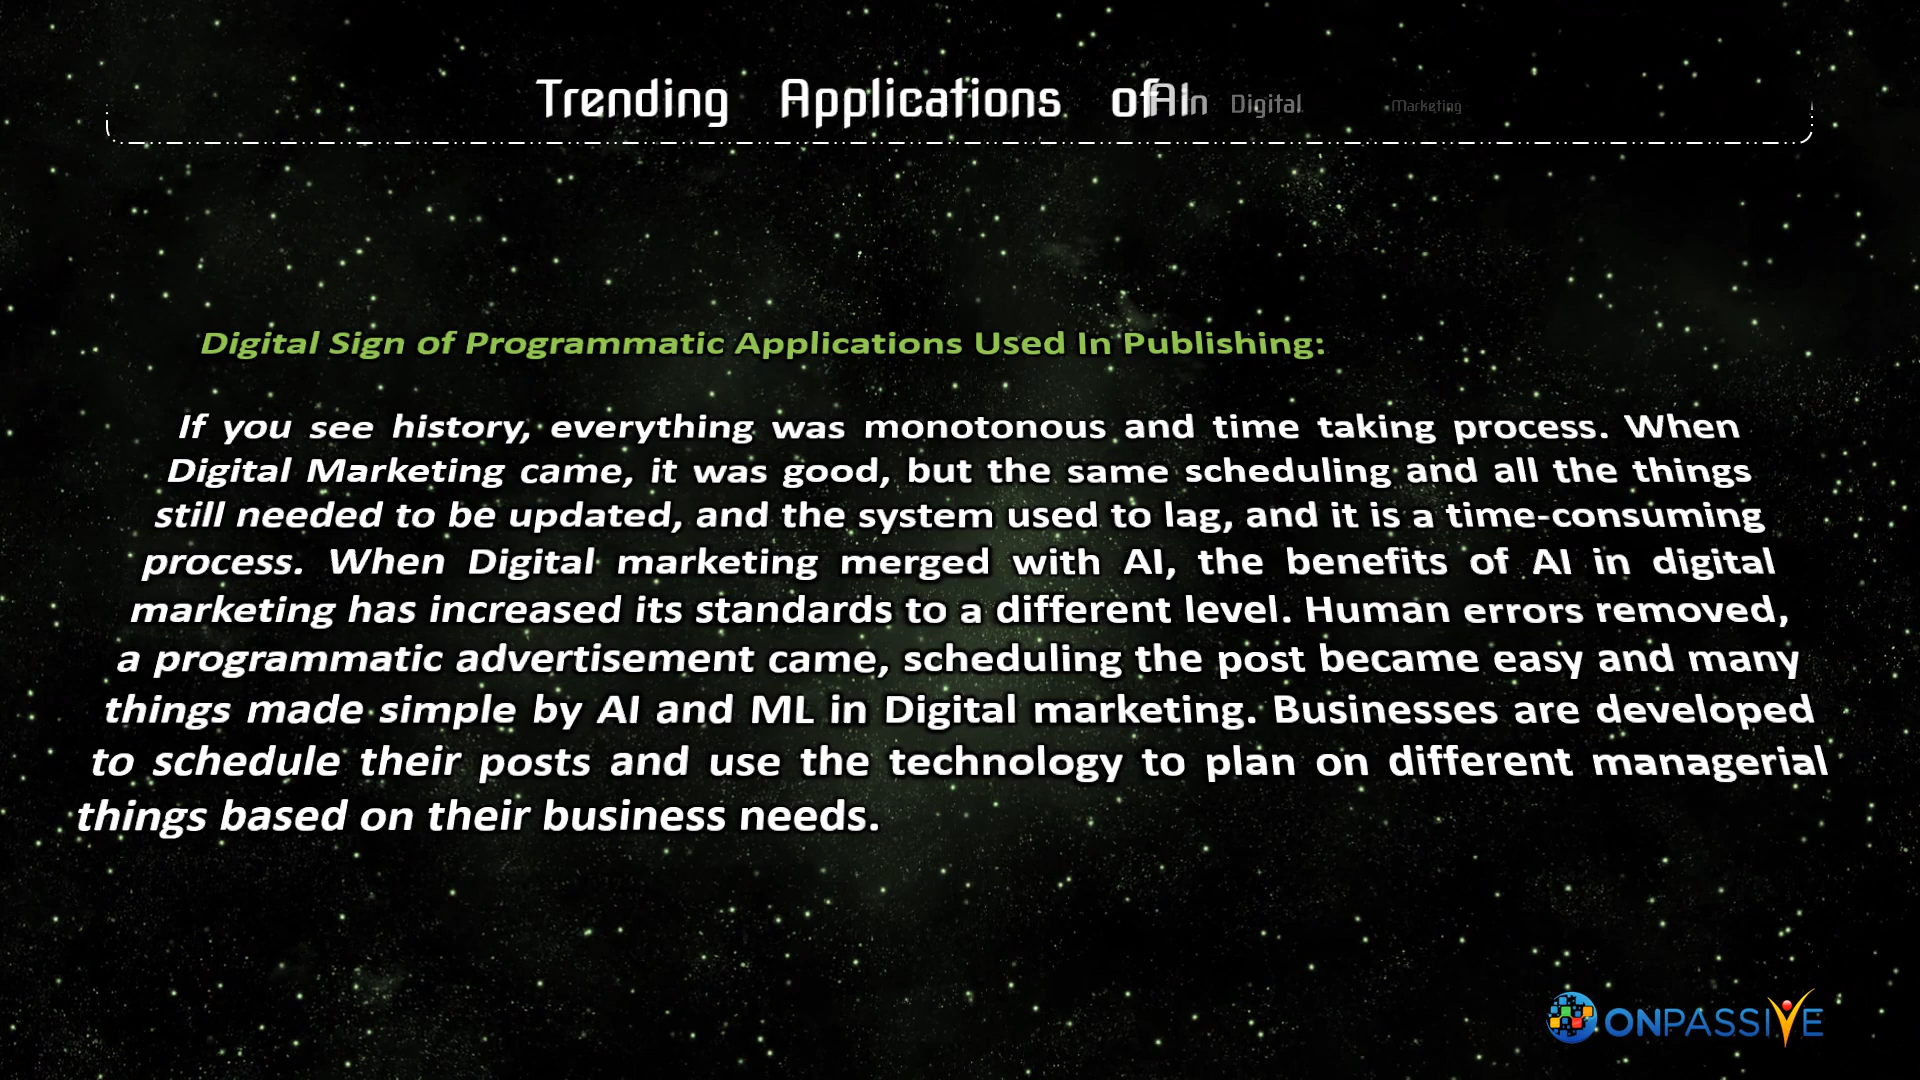 Trending Applications of AI in Digital Marketing
Digital Sign of Programmatic Applications Used In Publishing:
If you see history, everything was monotonous and time taking process. When
Digital Marketing came, it was good, but the same scheduling and all the things
still needed to be updated, and the system used to lag, and it is a time-consuming
process. When Digital marketing merged with AI, the benefits of AI in digital
marketing has increased its standards to a different level. Human errors removed,
a programmatic advertisement came, scheduling the post became easy and many
things made simple by AI and ML in Digital marketing. Businesses are developed
to schedule their posts and use the technology to plan on different managerial
things based on their business needs.
ONPASSIVE